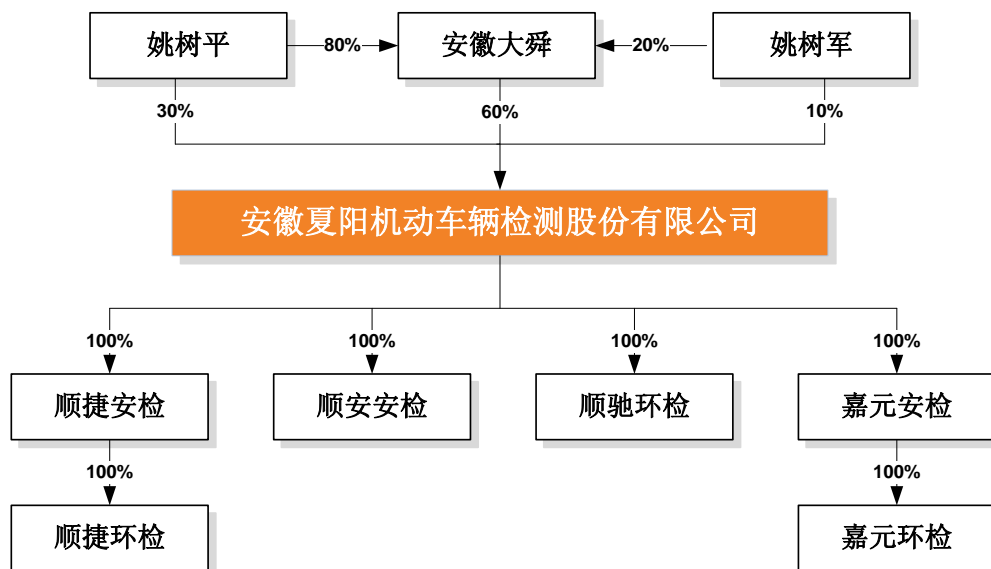 姚树平
80%
安徽大舜
20%
姚树军
30%
60%
10%
安徽夏阳机动车辆检测股份有限公司
100%
100%
100%
100%
顺捷安检
顺安安检
顺驰环检
嘉元安检
100%
100%
顺捷环检
嘉元环检